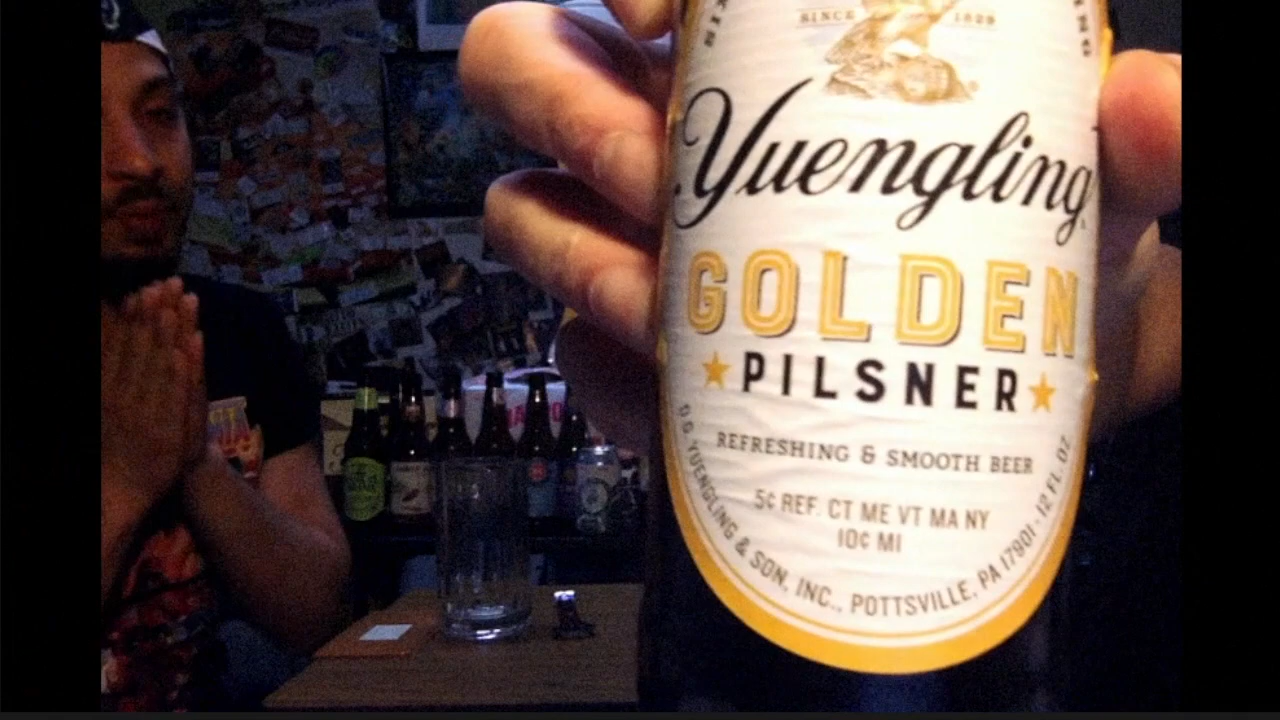 SINCE 1829
Yuengling
GOLDEN
PILSNER
REFRESHING & SMOOTH BEER
5¢ REF. CT ME VT MA NY
10¢ MI
D.G. YUENGLING & SON, INC., POTTSVILLE, PA 17901 · 12 FL. OZ